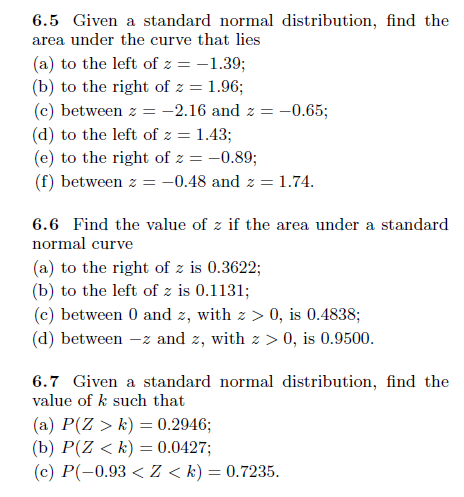 6.5 Given a standard normal distribution, find the
area under the curve that lies
(a) to the left of z = −1.39;
(b) to the right of z = 1.96;
(c) between z = −2.16 and z = −0.65;
(d) to the left of z = 1.43;
(e) to the right of z = −0.89;
(f) between z = −0.48 and z = 1.74.
6.6 Find the value of z if the area under a standard
normal curve
(a) to the right of z is 0.3622;
(b) to the left of z is 0.1131;
(c) between 0 and z, with z > 0, is 0.4838;
(d) between −z and z, with z > 0, is 0.9500.
6.7 Given a standard normal distribution, find the
value of k such that
(a) P(Z > k) = 0.2946;
(b) P(Z < k) = 0.0427;
(c) P(−0.93 < Z < k) = 0.7235.